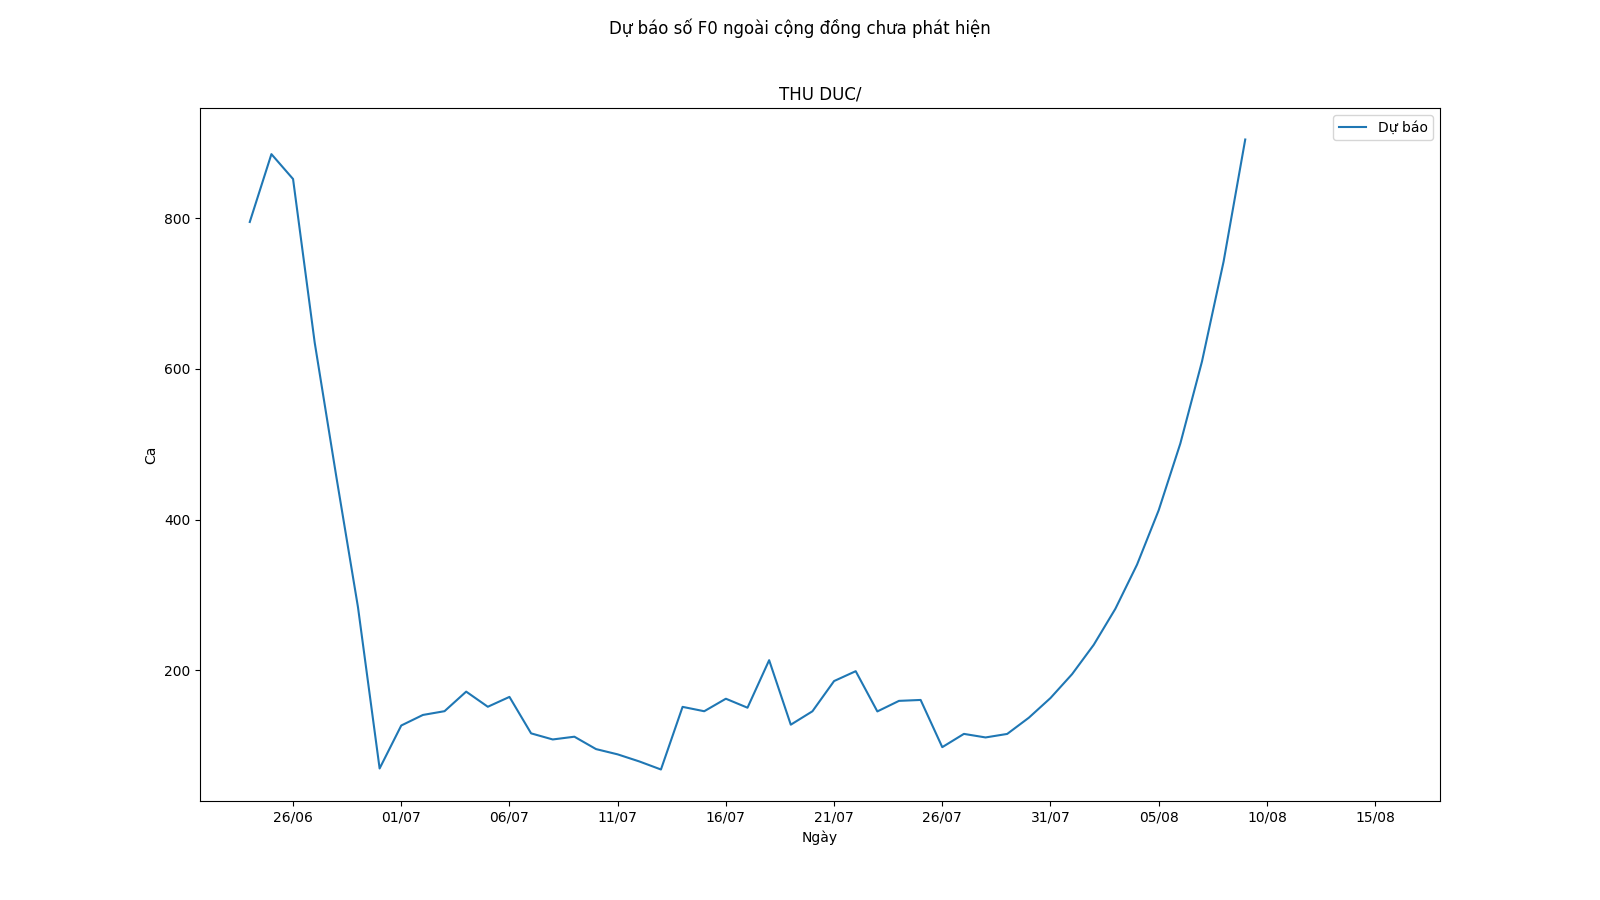 Dự báo số F0 ngoài cộng đồng chưa phát hiện
THU DUC/
Dự báo
800
600
400
200
Ca
26/06 01/07 06/07 11/07 16/07 21/07 26/07 31/07 05/08 10/08 15/08
Ngày